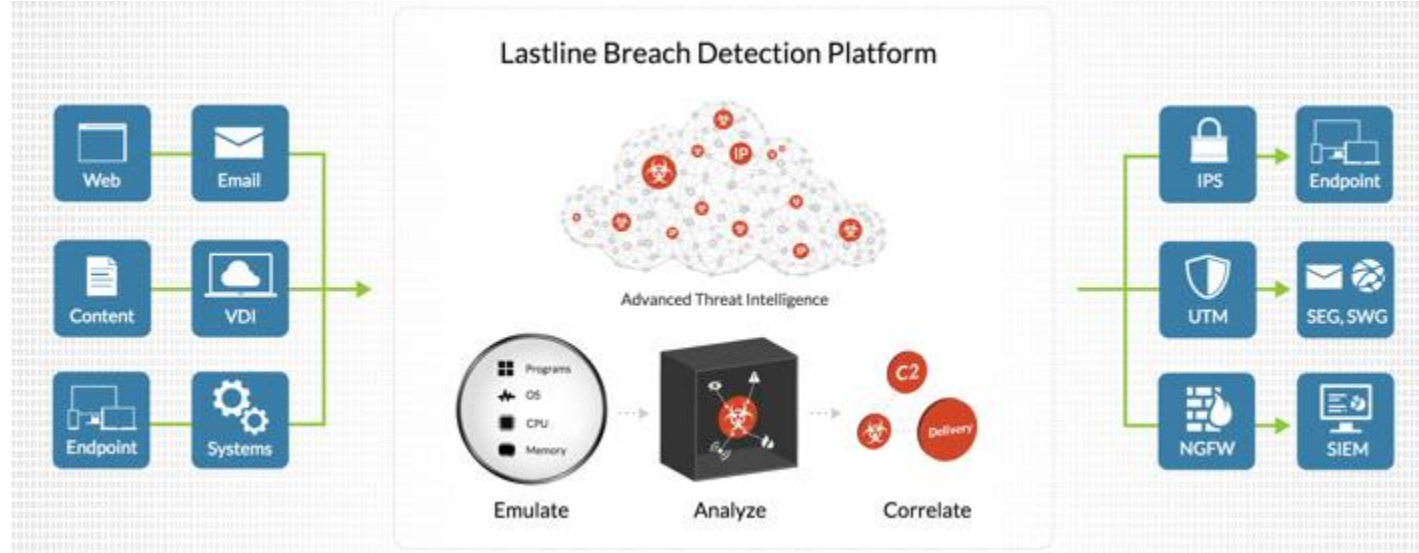 Lastline Breach Detection Platform
Web
Email
Content
VDI
Endpoint
Systems
IP
IP
IP
Advanced Threat Intelligence
Programs
OS
CPU
Memory
C2
Delivery
Emulate
Analyze
Correlate
IPS
Endpoint
UTM
SEG, SWG
NGFW
SIEM